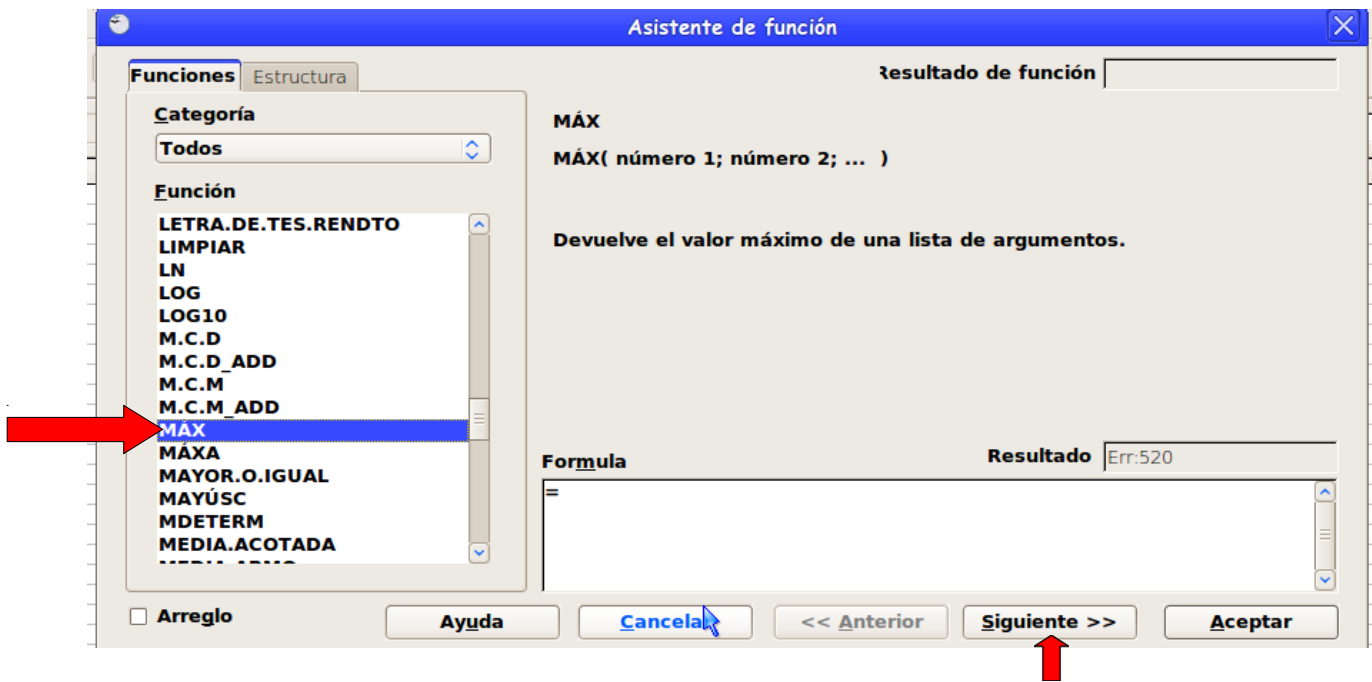 Asistente de función
Funciones
Estructura
Resultado de función
Categoría
Todos
Función
LETRA.DE.TES.RENDTO
LIMPIAR
LN
LOG
LOG10
M.C.D
M.C.D_ADD
M.C.M
M.C.M_ADD
MÁX
MÁXA
MAYOR.O.IGUAL
MAYÚSC
MDETERM
MEDIA.ACOTADA
MÁX
MÁX( número 1; número 2; ... )
Devuelve el valor máximo de una lista de argumentos.
Formula
Resultado
Err:520
=
Arreglo
Ayuda
Cancelar
<< Anterior
Siguiente >>
Aceptar